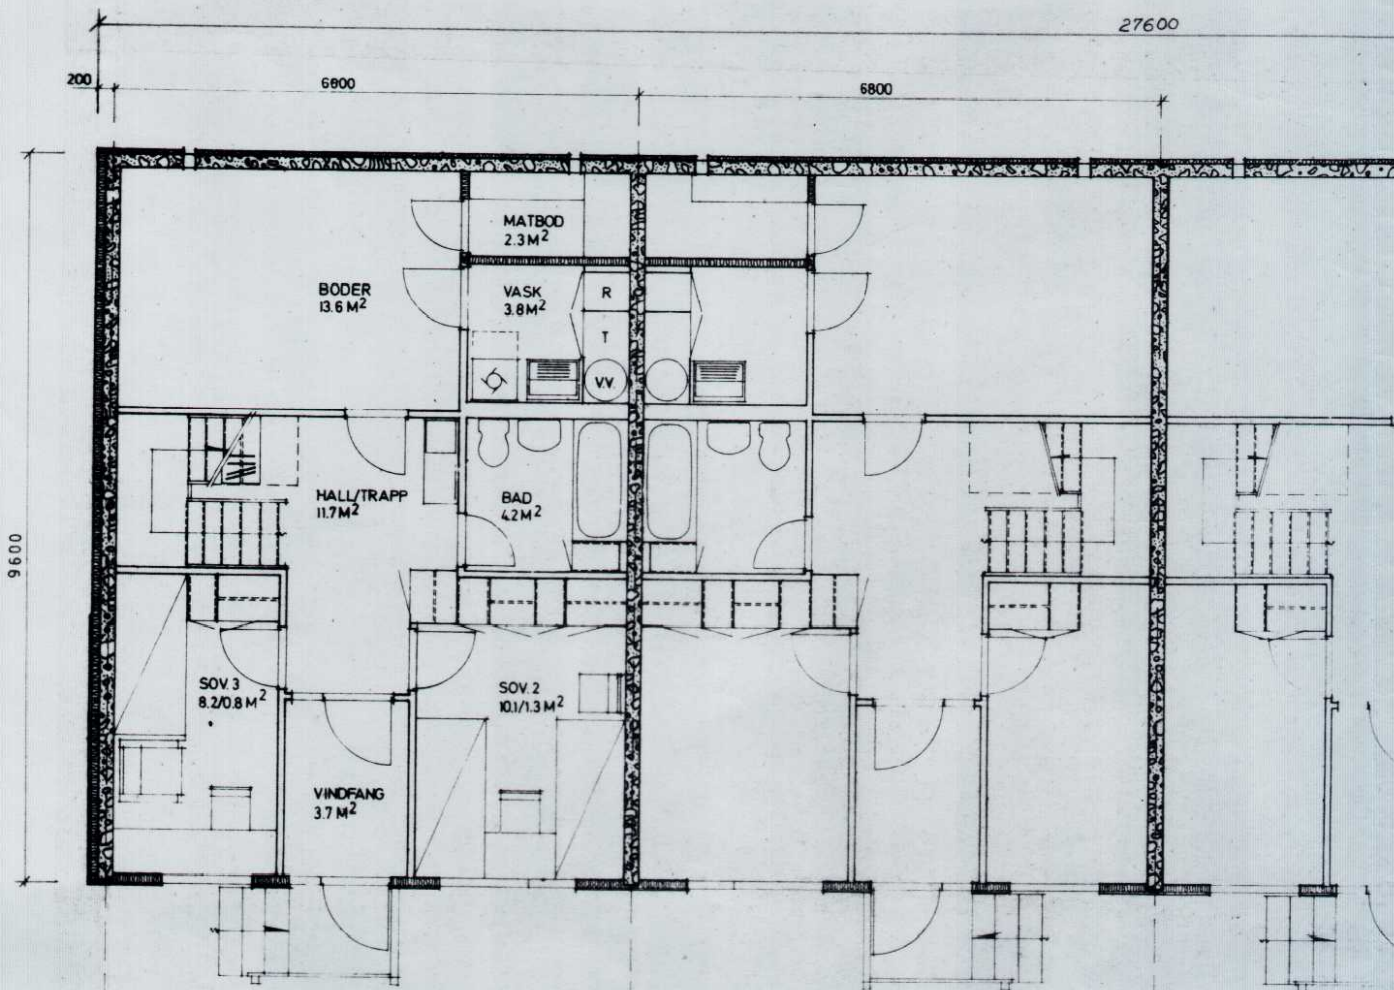 27600
200
6800
6800
9600
MATBOD
2.3 M²
BODER
13.6 M²
VASK
3.8 M²
R
T
V.V.
HALL/TRAPP
11.7 M²
BAD
4.2 M²
SOV. 3
8.2/0.8 M²
SOV. 2
10.1/1.3 M²
VINDFANG
3.7 M²